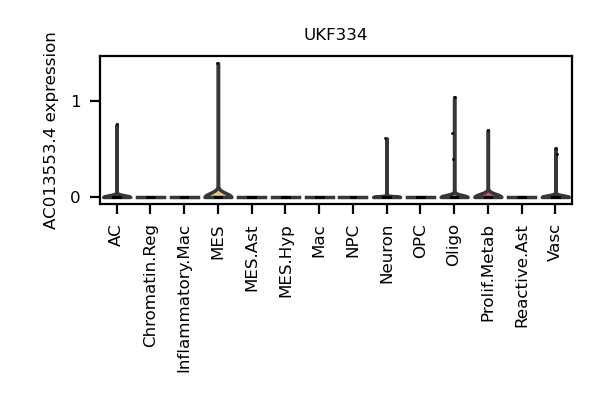 UKF334
AC013553.4 expression
1
0
AC
Chromatin.Reg
Inflammatory.Mac
MES
MES.Ast
MES.Hyp
Mac
NPC
Neuron
OPC
Oligo
Prolif.Metab
Reactive.Ast
Vasc